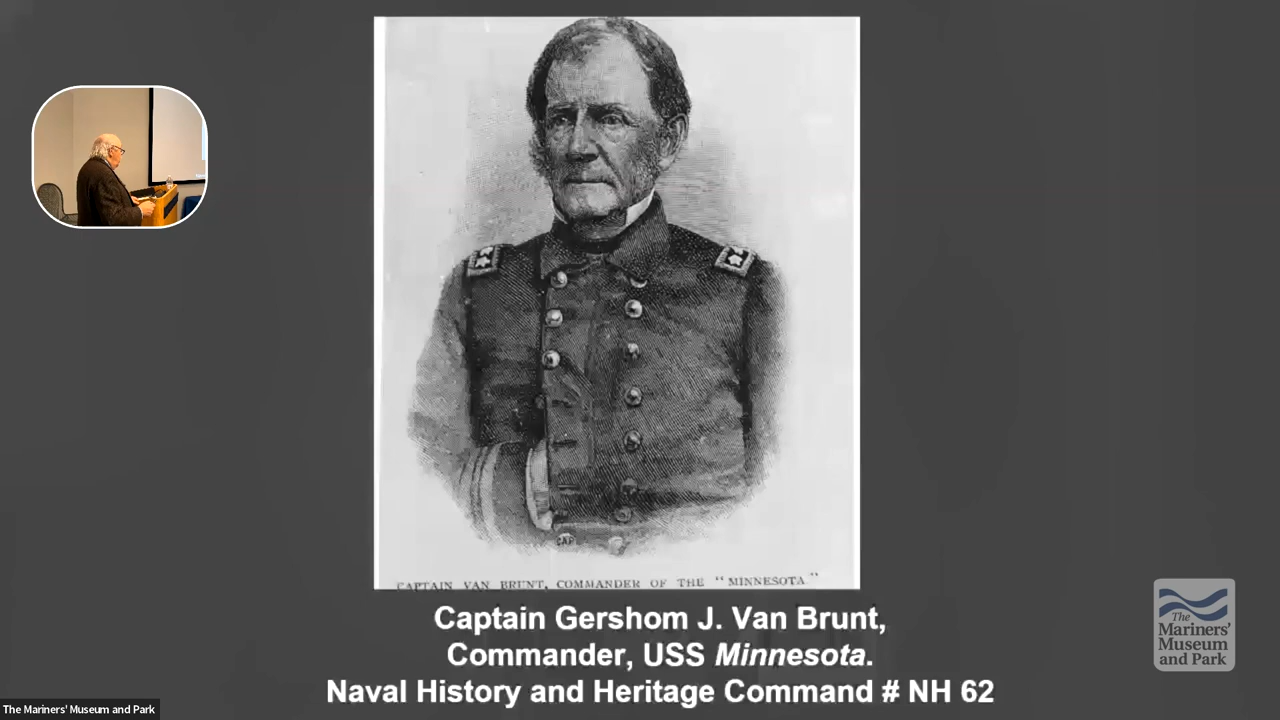 CAPTAIN VAN BRUNT, COMMANDER OF THE "MINNESOTA."
Captain Gershom J. Van Brunt,
Commander, USS Minnesota.
Naval History and Heritage Command # NH 62
The
Mariners'
Museum
and Park
The Mariners' Museum and Park